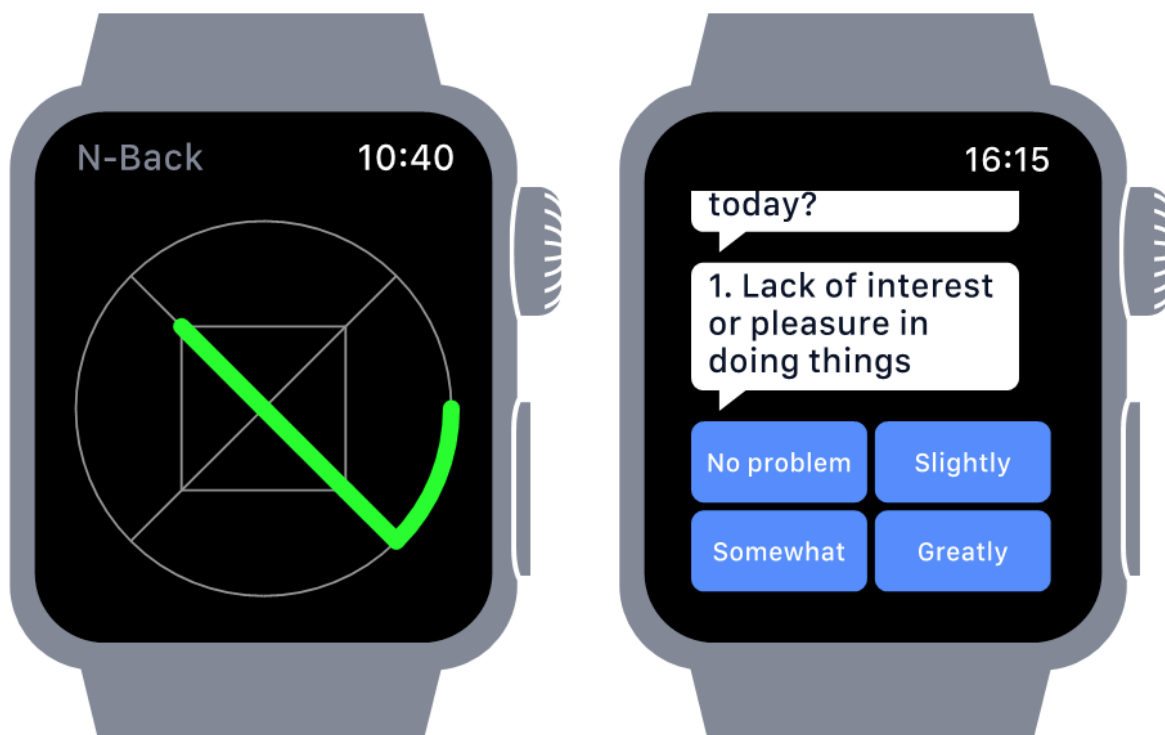 N-Back 10:40
16:15
today?
1. Lack of interest
or pleasure in
doing things
No problem Slightly
Somewhat Greatly